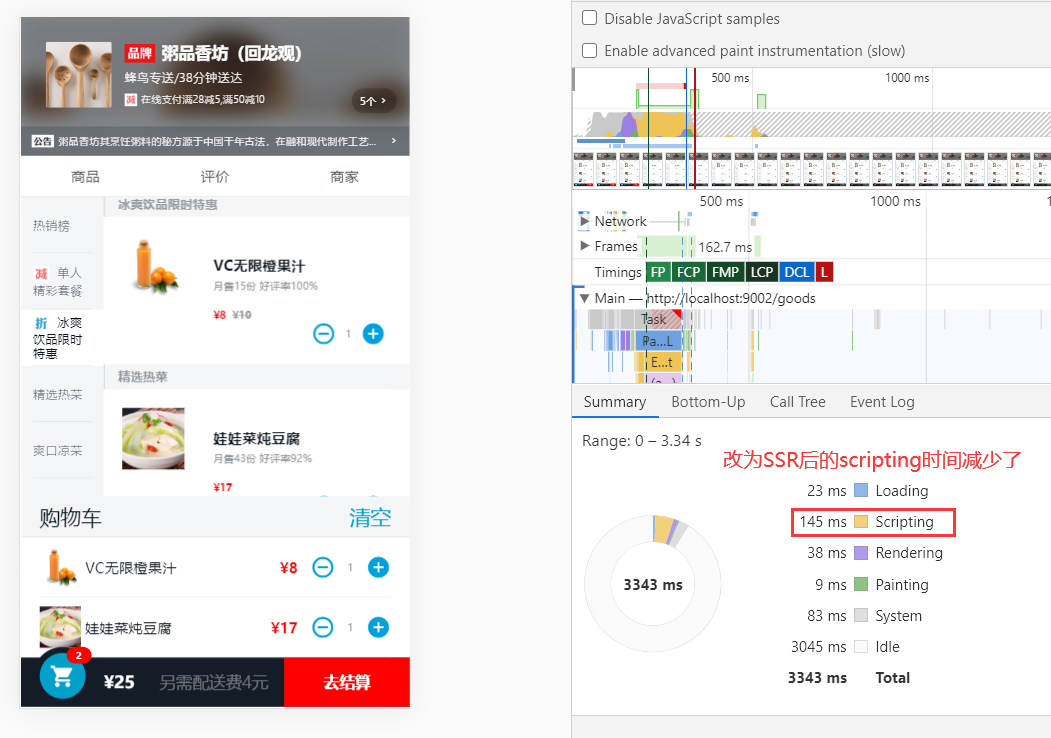 品牌 粥品香坊（回龙观）
蜂鸟专送/38分钟送达
减 在线支付满28减5,满50减10
5个 >
公告 粥品香坊其烹饪粥料的秘方源于中国千年古法，在融和现代制作工艺... >
商品 评价 商家
热销榜
减 单人
精彩套餐
折 冰爽
饮品限时
特惠
精选热菜
爽口凉菜
冰爽饮品限时特惠
VC无限橙果汁
月售15份 好评率100%
¥8 ¥10
1
精选热菜
娃娃菜炖豆腐
月售43份 好评率92%
¥17
购物车 清空
VC无限橙果汁 ¥8 1
娃娃菜炖豆腐 ¥17 1
2
¥25 另需配送费4元 去结算
Disable JavaScript samples
Enable advanced paint instrumentation (slow)
500 ms 1000 ms
500 ms 1000 ms
Network
Frames 162.7 ms
Timings FP FCP FMP LCP DCL L
Main — http://localhost:9002/goods
Task
Pa…L
E…t
(a…)
Summary Bottom-Up Call Tree Event Log
Range: 0 – 3.34 s
改为SSR后的scripting时间减少了
23 ms Loading
145 ms Scripting
38 ms Rendering
9 ms Painting
83 ms System
3045 ms Idle
3343 ms Total
3343 ms